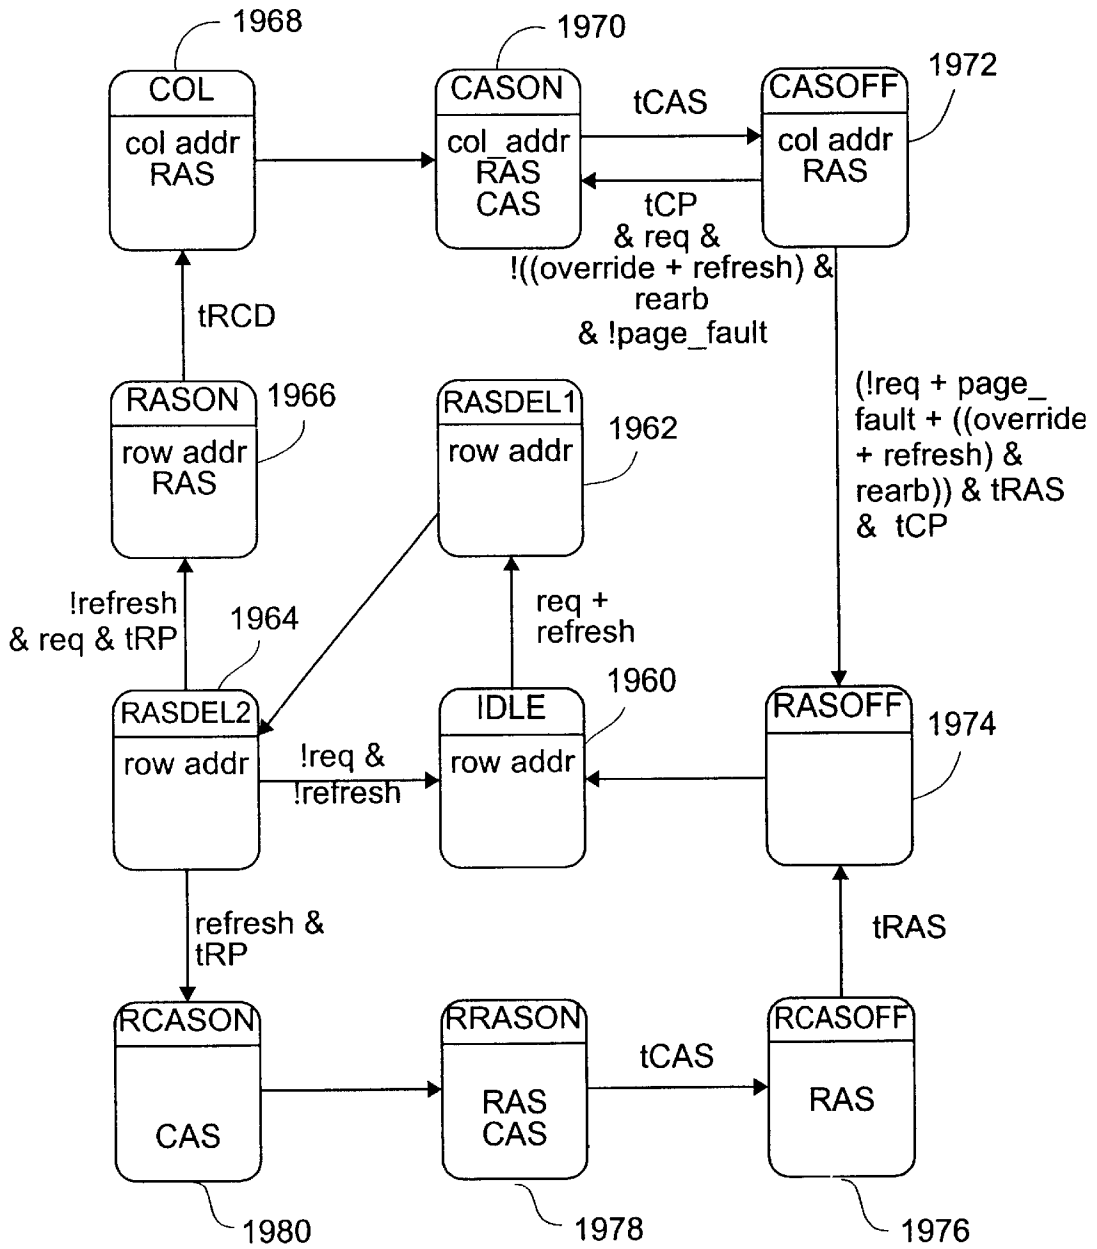 1968
COL
col addr
RAS
1970
CASON
col_addr
RAS
CAS
tCAS
1972
CASOFF
col addr
RAS
tCP
& req &
!((override + refresh) &
rearb
& !page_fault
tRCD
RASON
row addr
RAS
1966
RASDEL1
row addr
1962
(!req + page_
fault + ((override
+ refresh) &
rearb)) & tRAS
& tCP
!refresh
& req & tRP
1964
req +
refresh
RASDEL2
row addr
!req &
!refresh
IDLE
row addr
1960
RASOFF
1974
refresh &
tRP
tRAS
RCASON
CAS
1980
RRASON
RAS
CAS
1978
tCAS
RCASOFF
RAS
1976